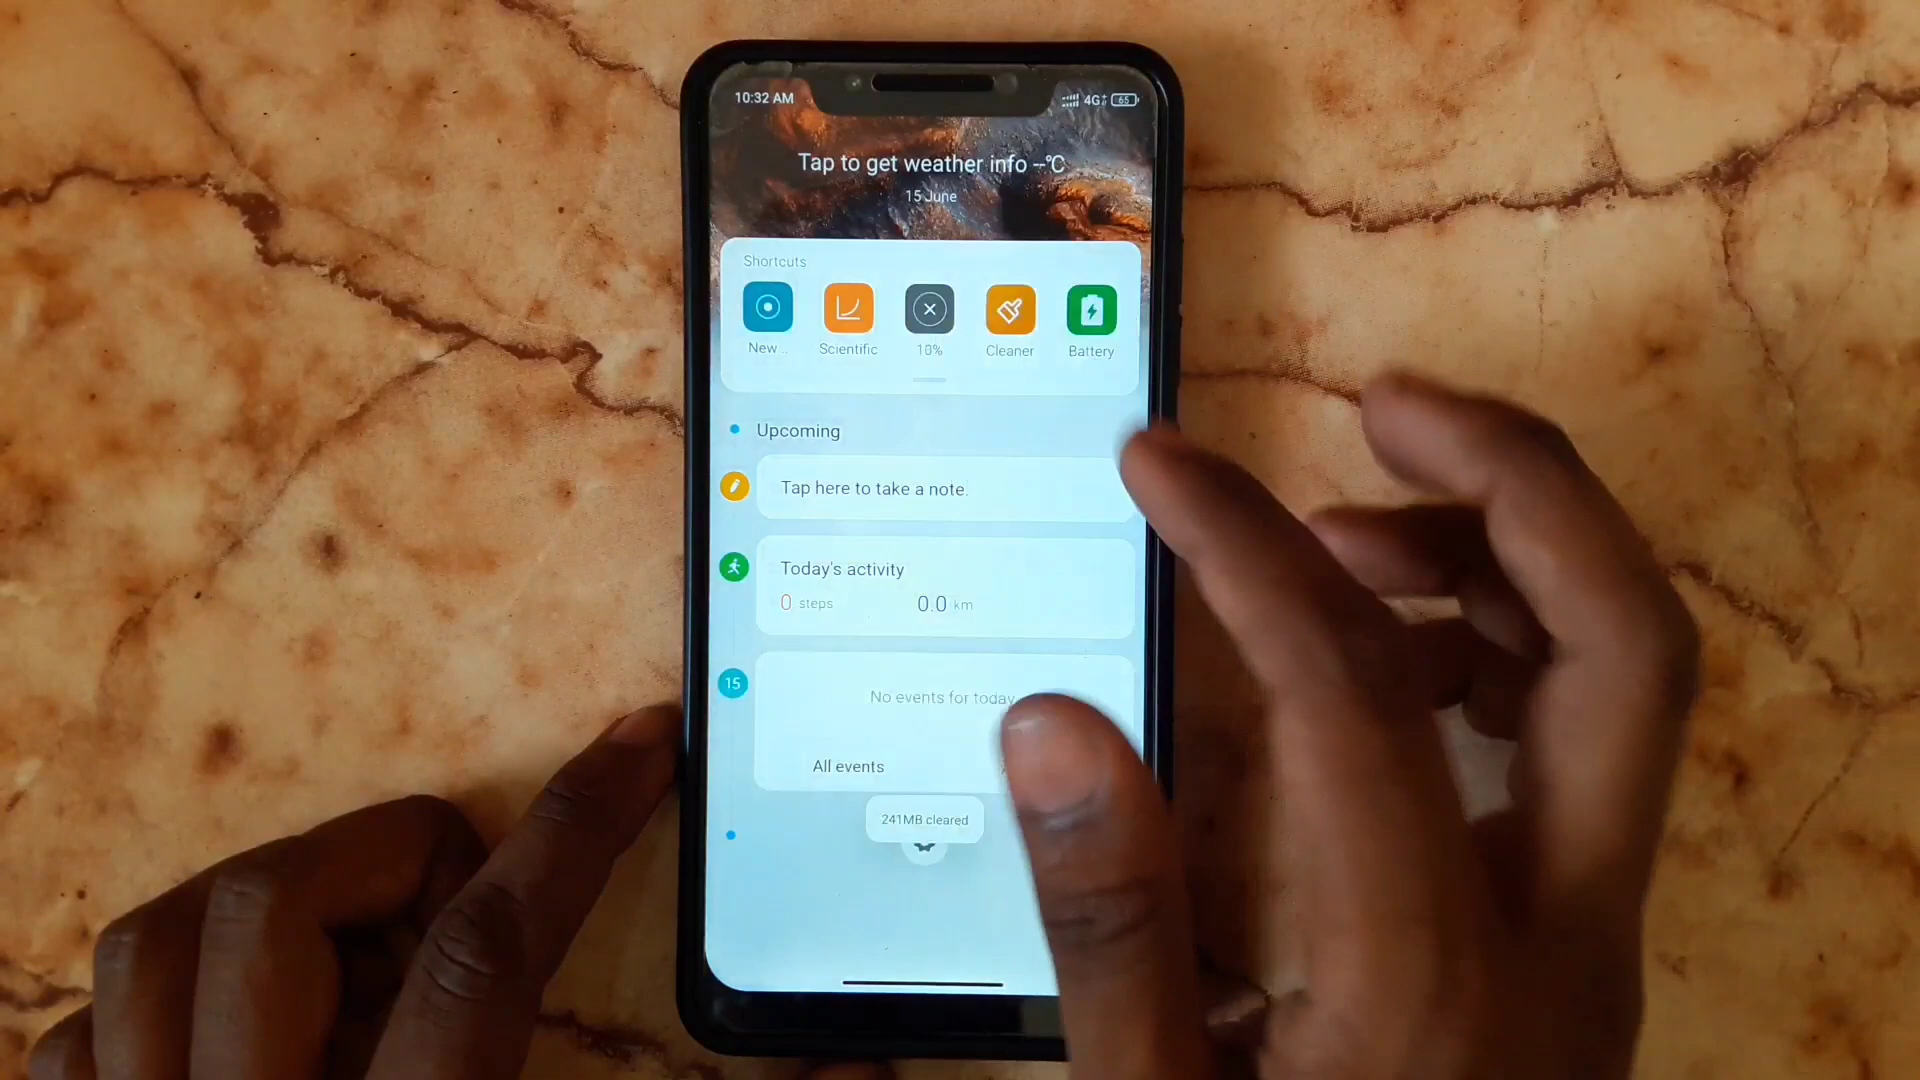 10:32 AM 4G+ 65
Tap to get weather info --°C
15 June
Shortcuts
New... Scientific 10% Cleaner Battery
Upcoming
Tap here to take a note.
Today's activity
0 steps 0.0 km
15
No events for today
All events
241MB cleared